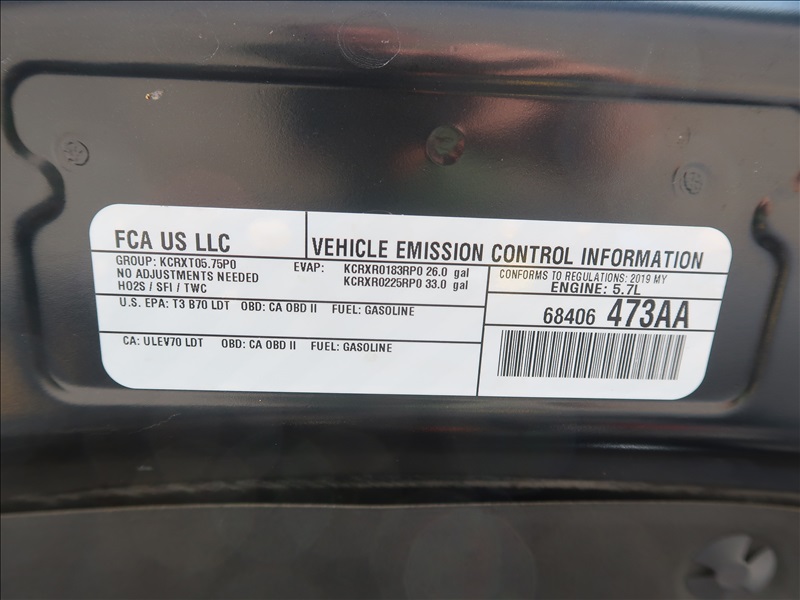 FCA US LLC
VEHICLE EMISSION CONTROL INFORMATION
GROUP: KCRXT05.75P0
NO ADJUSTMENTS NEEDED
HO2S / SFI / TWC
EVAP: KCRXR0183RP0 26.0 gal
KCRXR0225RP0 33.0 gal
CONFORMS TO REGULATIONS: 2019 MY
ENGINE: 5.7L
U.S. EPA: T3 B70 LDT OBD: CA OBD II FUEL: GASOLINE
68406 473AA
CA: ULEV70 LDT OBD: CA OBD II FUEL: GASOLINE